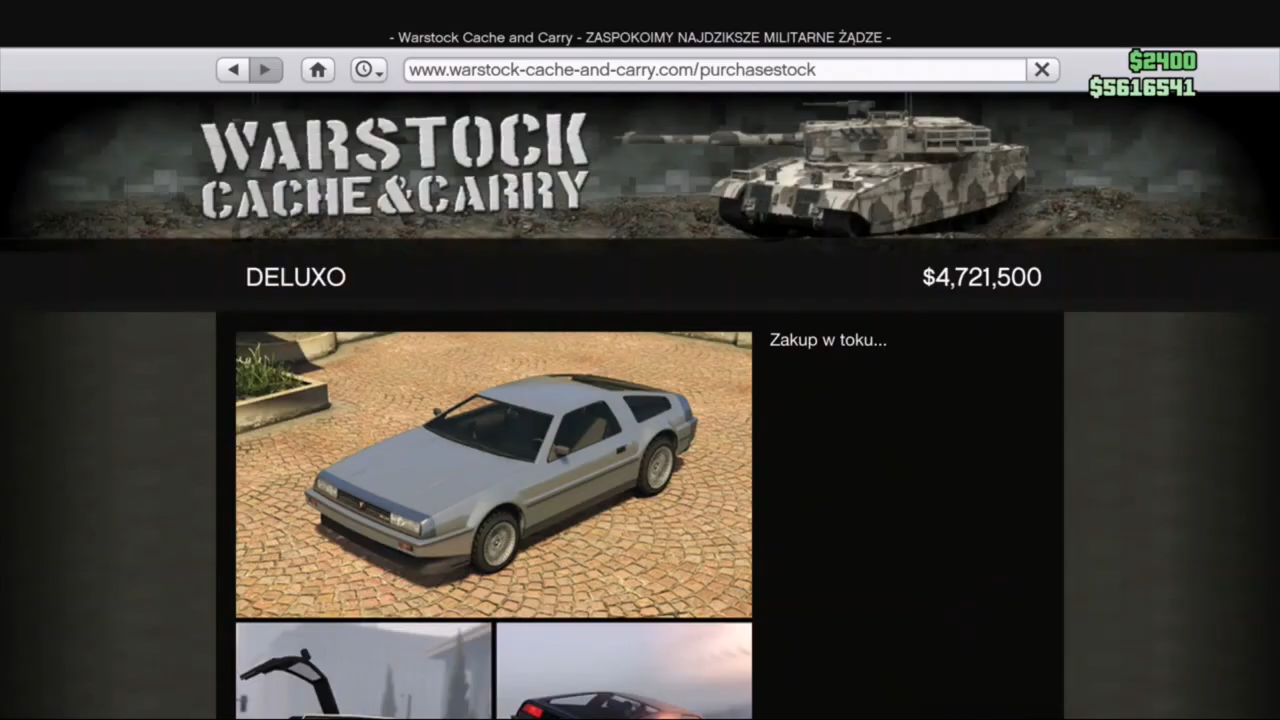 - Warstock Cache and Carry - ZASPOKOIMY NAJDZIKSZE MILITARNE ŻĄDZE -
www.warstock-cache-and-carry.com/purchasestock
$2400
$5616541
WARSTOCK
CACHE&CARRY
DELUXO $4,721,500
Zakup w toku...